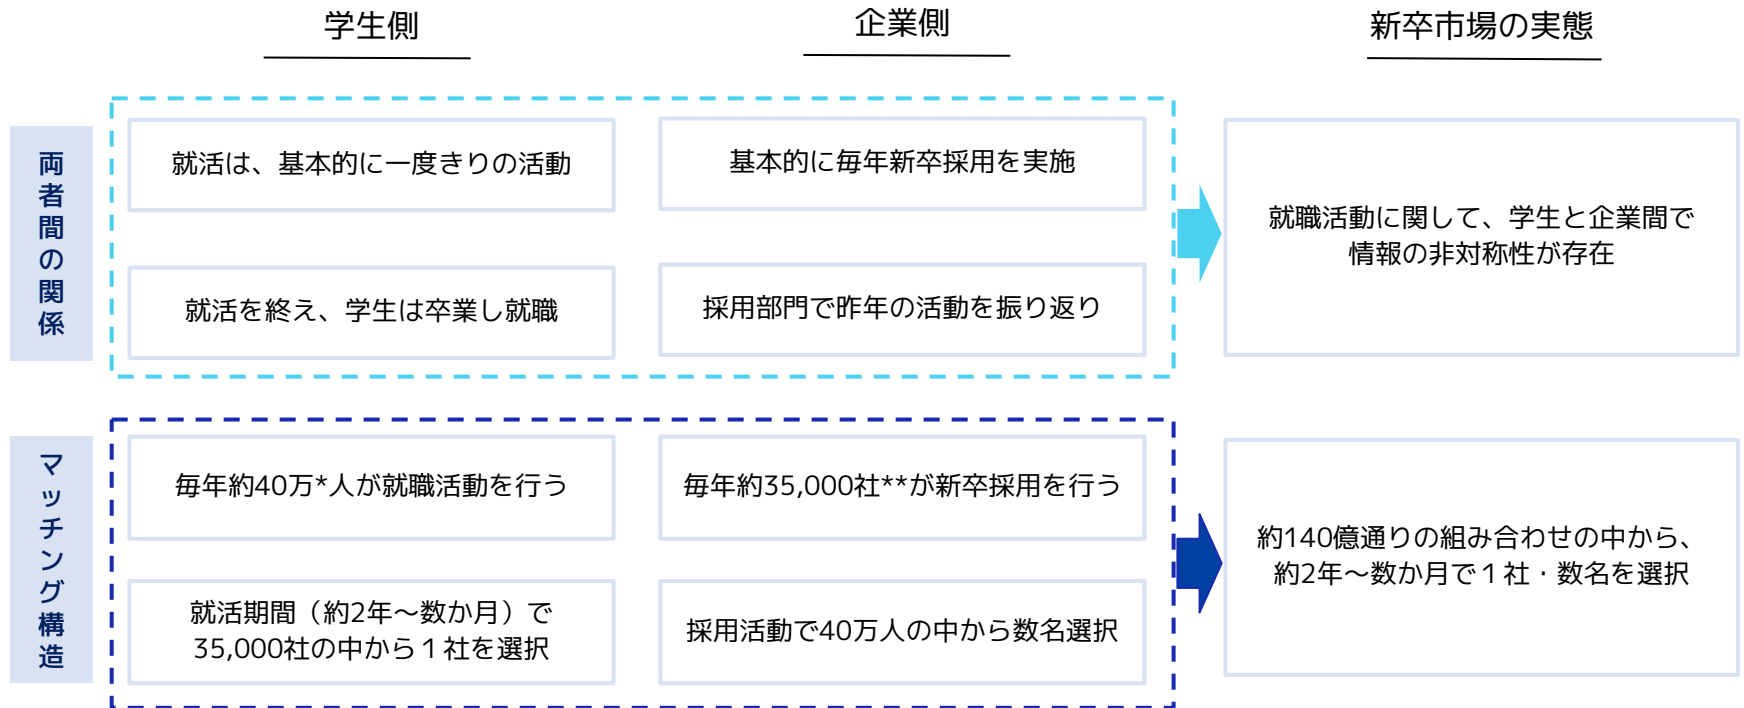 学生側
企業側
新卒市場の実態
両者間の関係
就活は、基本的に一度きりの活動
基本的に毎年新卒採用を実施
就活を終え、学生は卒業し就職
採用部門で昨年の活動を振り返り
就職活動に関して、学生と企業間で
情報の非対称性が存在
マッチング構造
毎年約40万*人が就職活動を行う
毎年約35,000社**が新卒採用を行う
就活期間（約2年～数か月）で
35,000社の中から１社を選択
採用活動で40万人の中から数名選択
約140億通りの組み合わせの中から、
約2年～数か月で１社・数名を選択